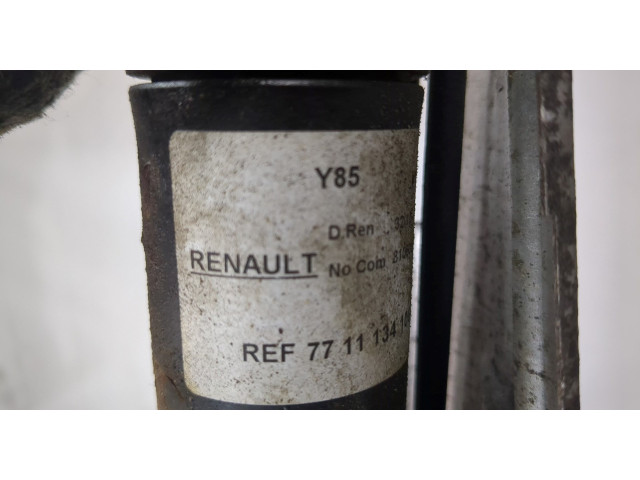 Y85
D.Ren
RENAULT
No Com
REF 77 11 134